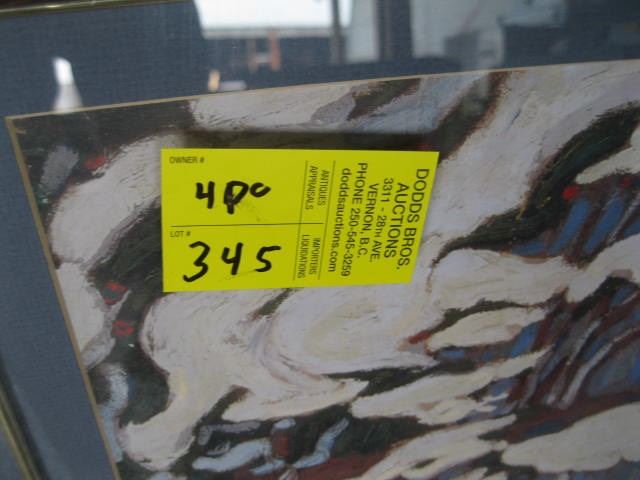 OWNER #
LOT #
345
ANTIQUES
APPRAISALS
IMPORTERS
LIQUIDATIONS
DODDS BROS.
AUCTIONS
3311 - 28TH AVE.
VERNON, B.C.
PHONE 250-545-3259
doddsauctions.com